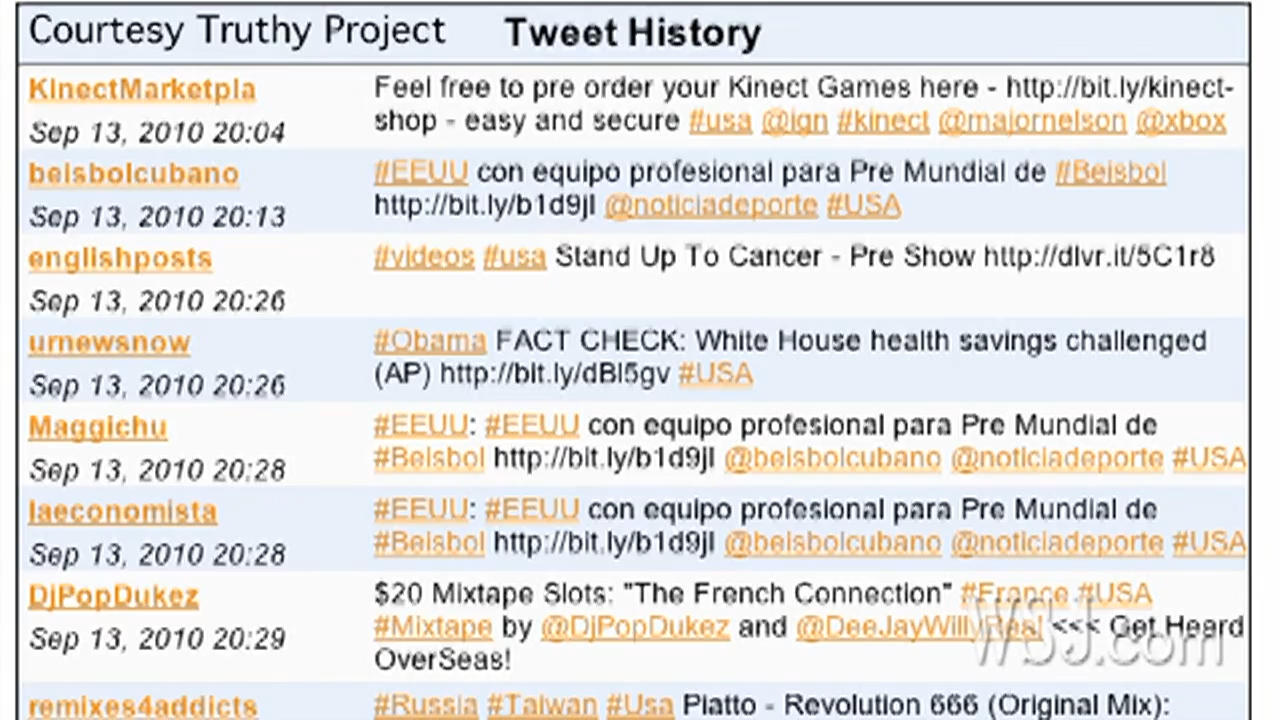 Courtesy Truthy Project Tweet History
KinectMarketpla Feel free to pre order your Kinect Games here - http://bit.ly/kinect-
Sep 13, 2010 20:04 shop - easy and secure #usa @ign #kinect @majornelson @xbox
beisbolcubano #EEUU con equipo profesional para Pre Mundial de #Beisbol
Sep 13, 2010 20:13 http://bit.ly/b1d9jI @noticiadeporte #USA
englishposts #videos #usa Stand Up To Cancer - Pre Show http://dlvr.it/5C1r8
Sep 13, 2010 20:26
urnewsnow #Obama FACT CHECK: White House health savings challenged
Sep 13, 2010 20:26 (AP) http://bit.ly/dBl5gv #USA
Maggichu #EEUU: #EEUU con equipo profesional para Pre Mundial de
Sep 13, 2010 20:28 #Beisbol http://bit.ly/b1d9jI @beisbolcubano @noticiadeporte #USA
laeconomista #EEUU: #EEUU con equipo profesional para Pre Mundial de
Sep 13, 2010 20:28 #Beisbol http://bit.ly/b1d9jI @beisbolcubano @noticiadeporte #USA
DjPopDukez $20 Mixtape Slots: "The French Connection" #France #USA
Sep 13, 2010 20:29 #Mixtape by @DjPopDukez and @DeeJayWillyReal <<< Get Heard
OverSeas!
WSJ.com
remixes4addicts #Russia #Taiwan #Usa Piatto - Revolution 666 (Original Mix):